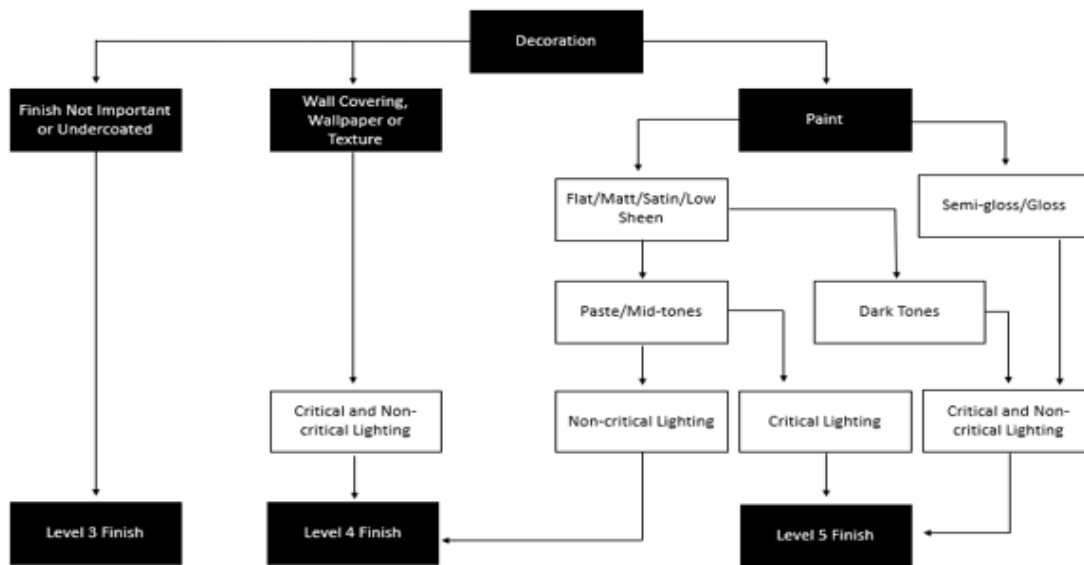 Decoration
Finish Not Important
or Undercoated
Wall Covering,
Wallpaper or
Texture
Paint
Flat/Matt/Satin/Low
Sheen
Semi-gloss/Gloss
Paste/Mid-tones
Dark Tones
Critical and Non-
critical Lighting
Non-critical Lighting
Critical Lighting
Critical and Non-
critical Lighting
Level 3 Finish
Level 4 Finish
Level 5 Finish